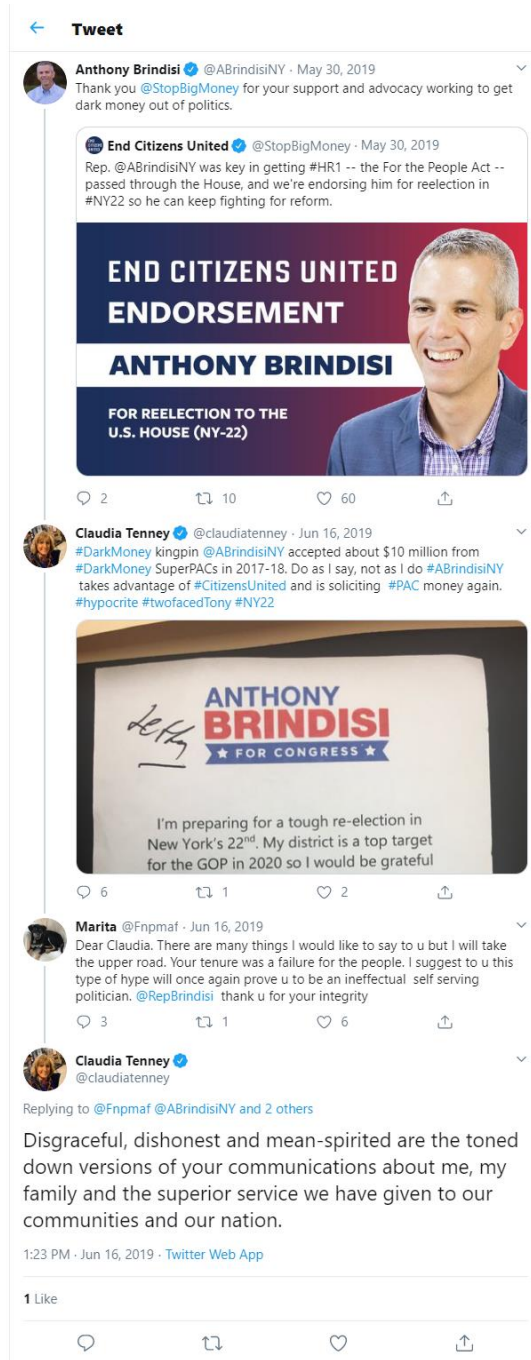 Tweet
Anthony Brindisi @ABrindisiNY · May 30, 2019
Thank you @StopBigMoney for your support and advocacy working to get
dark money out of politics.
End Citizens United @StopBigMoney · May 30, 2019
Rep. @ABrindisiNY was key in getting #HR1 -- the For the People Act --
passed through the House, and we're endorsing him for reelection in
#NY22 so he can keep fighting for reform.
END CITIZENS UNITED
ENDORSEMENT
ANTHONY BRINDISI
FOR REELECTION TO THE
U.S. HOUSE (NY-22)
2 10 60
Claudia Tenney @claudiatenney · Jun 16, 2019
#DarkMoney kingpin @ABrindisiNY accepted about $10 million from
#DarkMoney SuperPACs in 2017-18. Do as I say, not as I do #ABrindisiNY
takes advantage of #CitizensUnited and is soliciting #PAC money again.
#hypocrite #twofacedTony #NY22
ANTHONY
BRINDISI
FOR CONGRESS
I'm preparing for a tough re-election in
New York's 22nd. My district is a top target
for the GOP in 2020 so I would be grateful
6 1 2
Marita @Fnpmaf · Jun 16, 2019
Dear Claudia. There are many things I would like to say to u but I will take
the upper road. Your tenure was a failure for the people. I suggest to u this
type of hype will once again prove u to be an ineffectual self serving
politician. @RepBrindisi thank u for your integrity
3 1 6
Claudia Tenney
@claudiatenney
Replying to @Fnpmaf @ABrindisiNY and 2 others
Disgraceful, dishonest and mean-spirited are the toned
down versions of your communications about me, my
family and the superior service we have given to our
communities and our nation.
1:23 PM · Jun 16, 2019 · Twitter Web App
1 Like